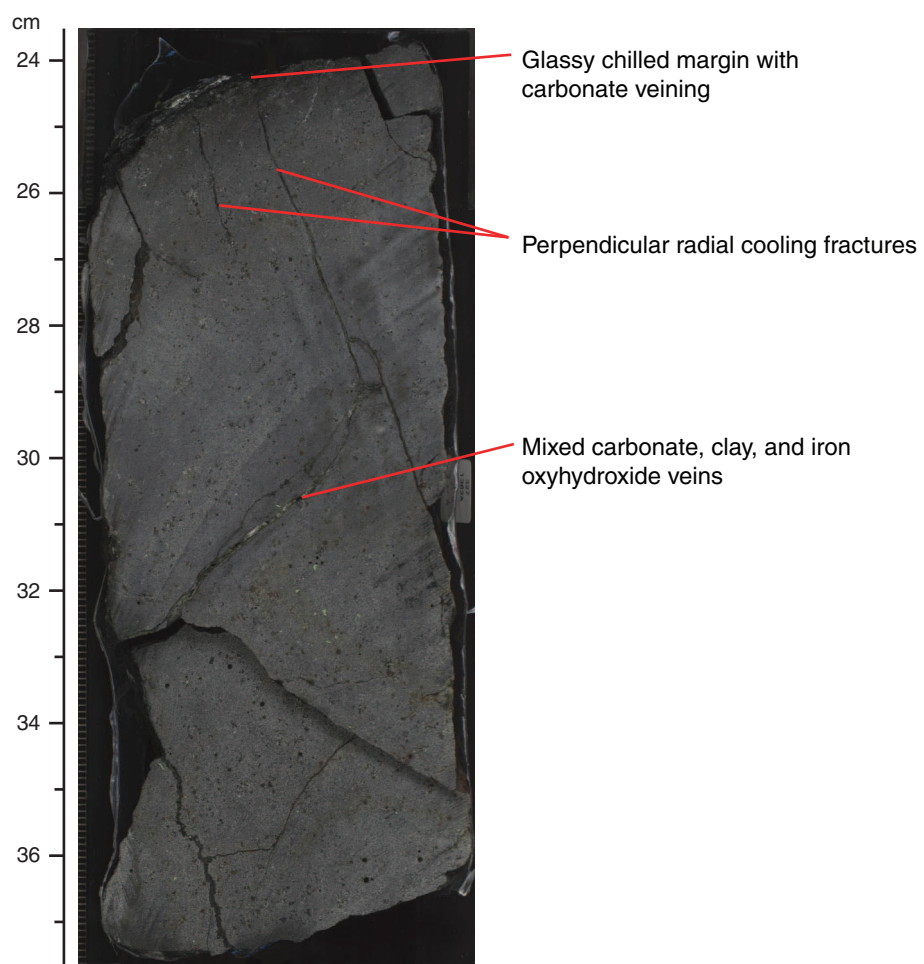 cm
24
Glassy chilled margin with
carbonate veining
26
Perpendicular radial cooling fractures
28
30
Mixed carbonate, clay, and iron
oxyhydroxide veins
32
34
36